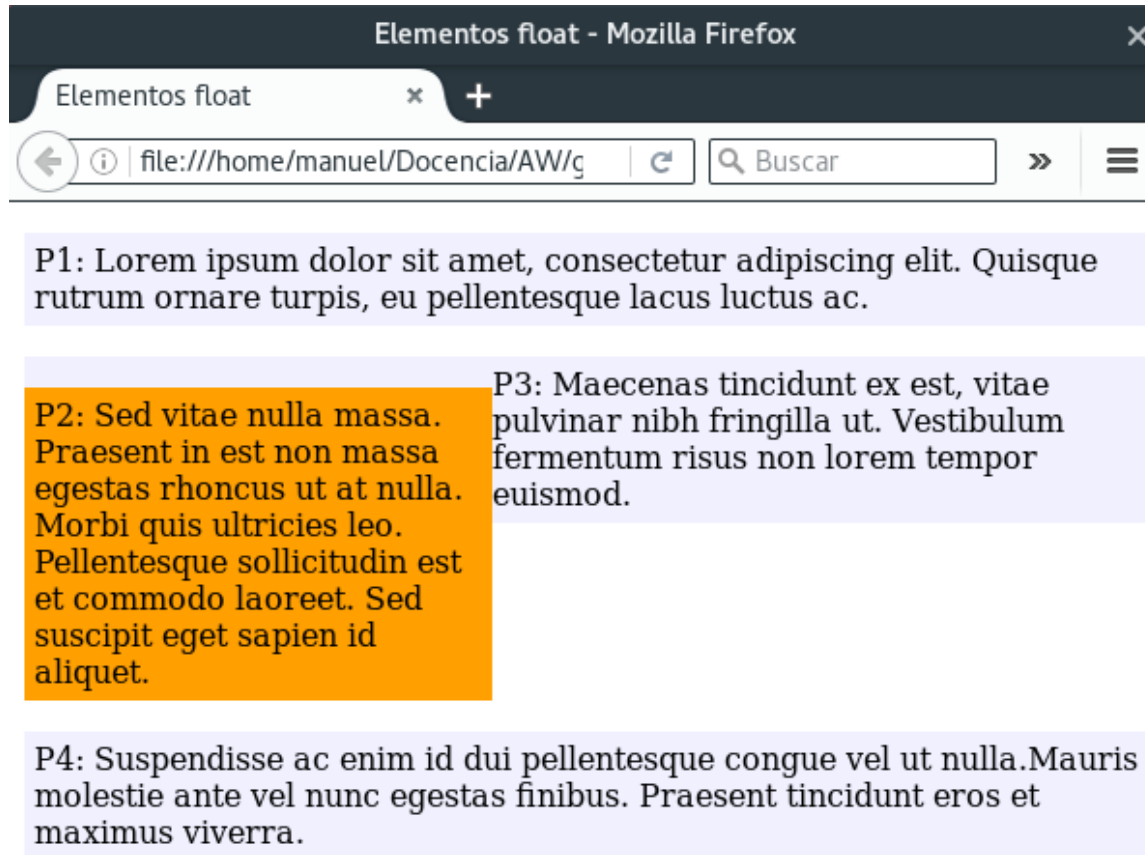 Elementos float - Mozilla Firefox
Elementos float
file:///home/manuel/Docencia/AW/g
Buscar
P1: Lorem ipsum dolor sit amet, consectetur adipiscing elit. Quisque
rutrum ornare turpis, eu pellentesque lacus luctus ac.
P2: Sed vitae nulla massa.
Praesent in est non massa
egestas rhoncus ut at nulla.
Morbi quis ultricies leo.
Pellentesque sollicitudin est
et commodo laoreet. Sed
suscipit eget sapien id
aliquet.
P3: Maecenas tincidunt ex est, vitae
pulvinar nibh fringilla ut. Vestibulum
fermentum risus non lorem tempor
euismod.
P4: Suspendisse ac enim id dui pellentesque congue vel ut nulla.Mauris
molestie ante vel nunc egestas finibus. Praesent tincidunt eros et
maximus viverra.